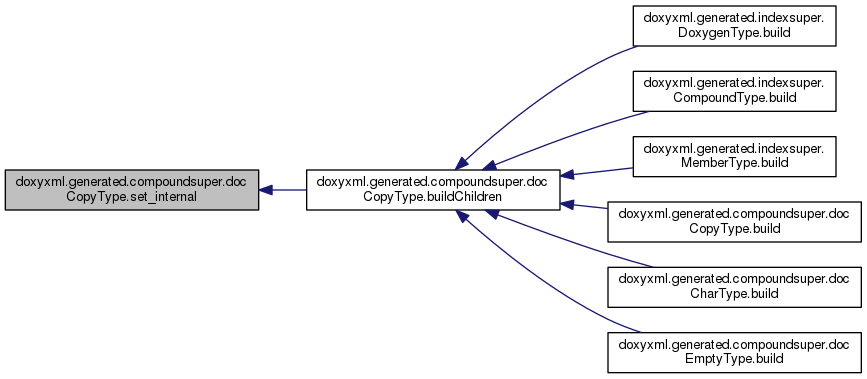 doxyxml.generated.compoundsuper.doc
CopyType.set_internal
doxyxml.generated.compoundsuper.doc
CopyType.buildChildren
doxyxml.generated.indexsuper.
DoxygenType.build
doxyxml.generated.indexsuper.
CompoundType.build
doxyxml.generated.indexsuper.
MemberType.build
doxyxml.generated.compoundsuper.doc
CopyType.build
doxyxml.generated.compoundsuper.doc
CharType.build
doxyxml.generated.compoundsuper.doc
EmptyType.build